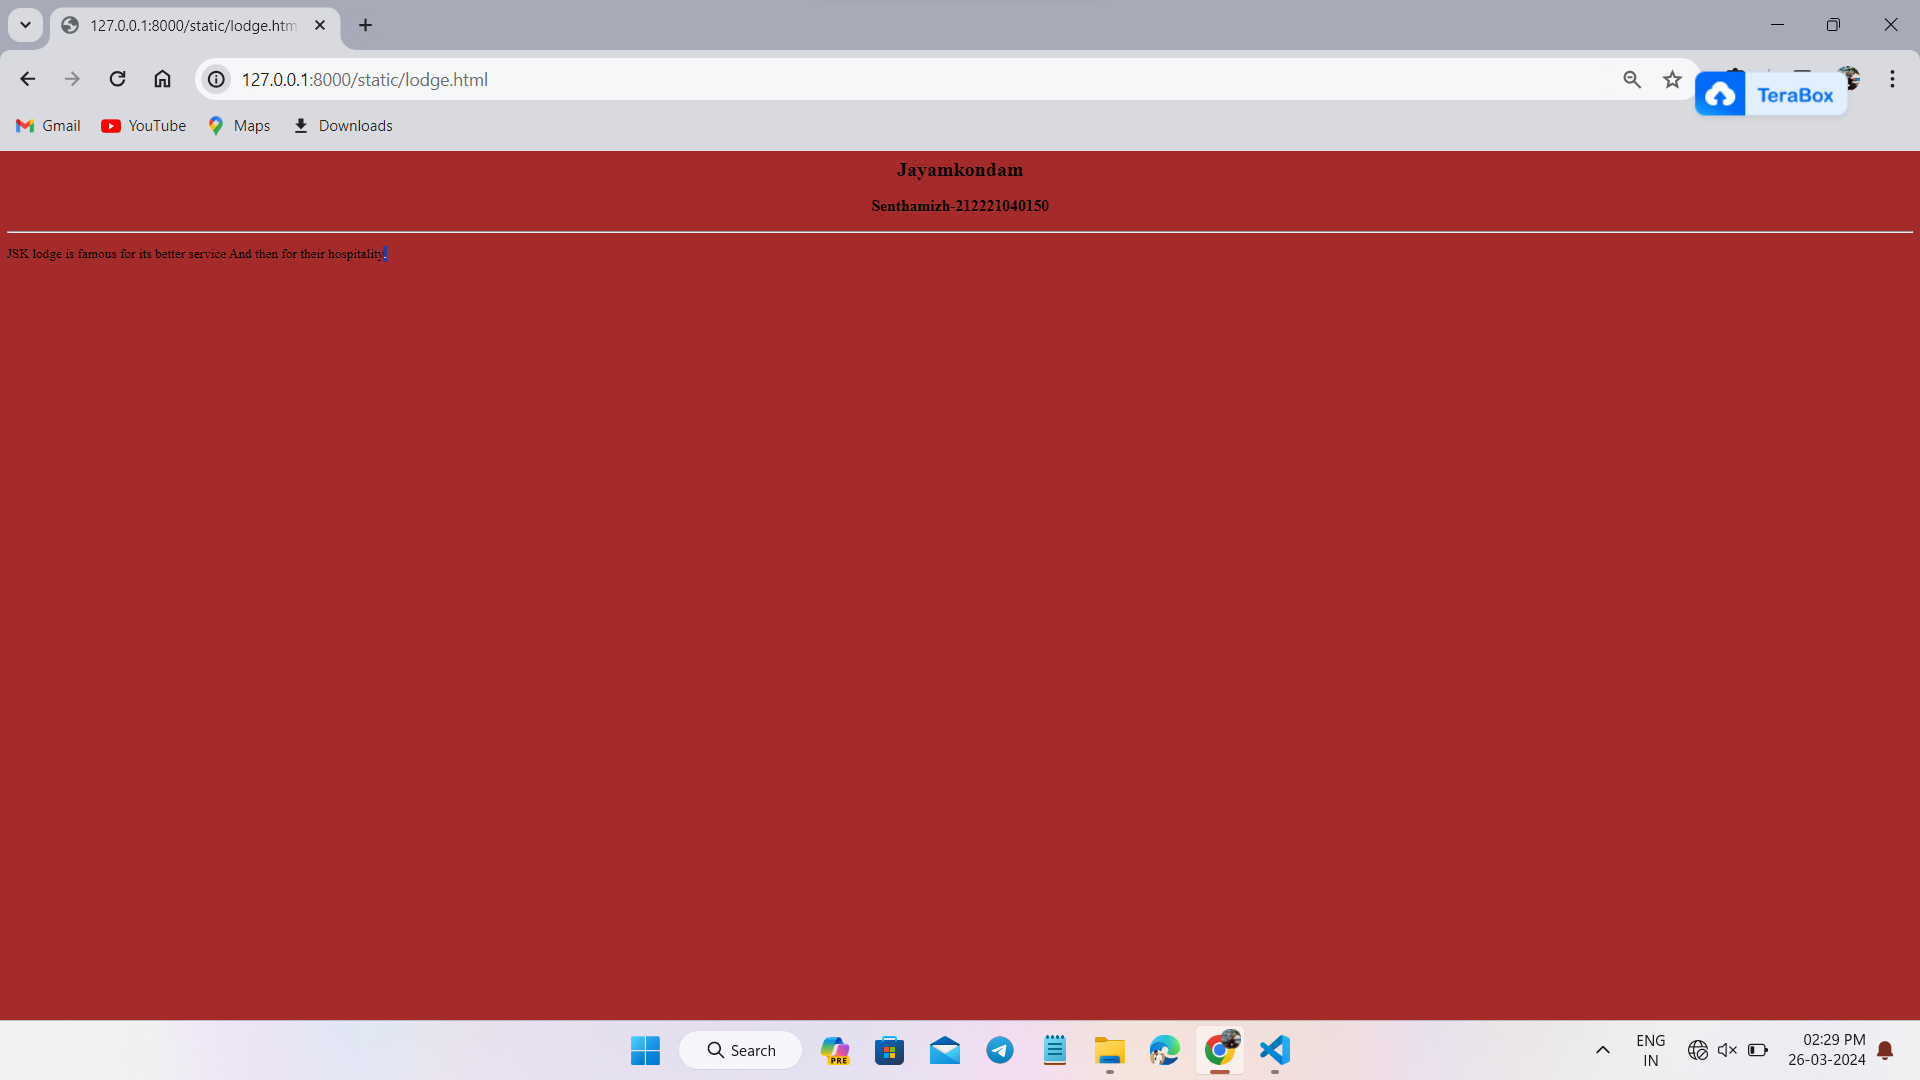 127.0.0.1:8000/static/lodge.htm
127.0.0.1:8000/static/lodge.html
TeraBox
Gmail YouTube Maps Downloads
Jayamkondam
Senthamizh-212221040150
JSK lodge is famous for its better service And then for their hospitality.
Search
PRE
ENG
IN
02:29 PM
26-03-2024